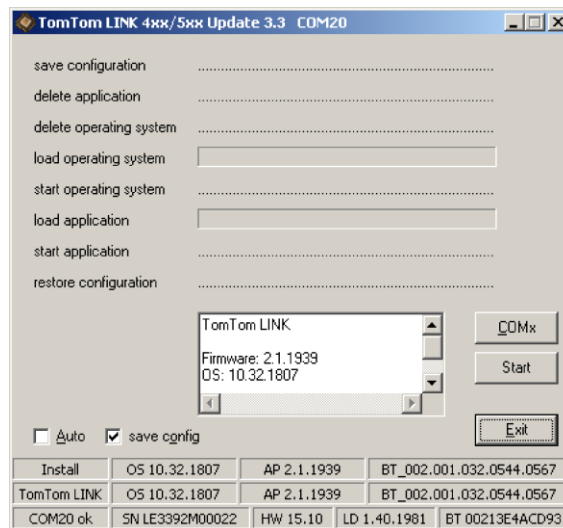 TomTom LINK 4xx/5xx Update 3.3 COM20
save configuration
delete application
delete operating system
load operating system
start operating system
load application
start application
restore configuration
TomTom LINK
Firmware: 2.1.1939
OS: 10.32.1807
COMx
Start
Exit
Auto save config
Install OS 10.32.1807 AP 2.1.1939 BT_002.001.032.0544.0567
TomTom LINK OS 10.32.1807 AP 2.1.1939 BT_002.001.032.0544.0567
COM20 ok SN LE3392M00022 HW 15.10 LD 1.40.1981 BT 00213E4ACD93